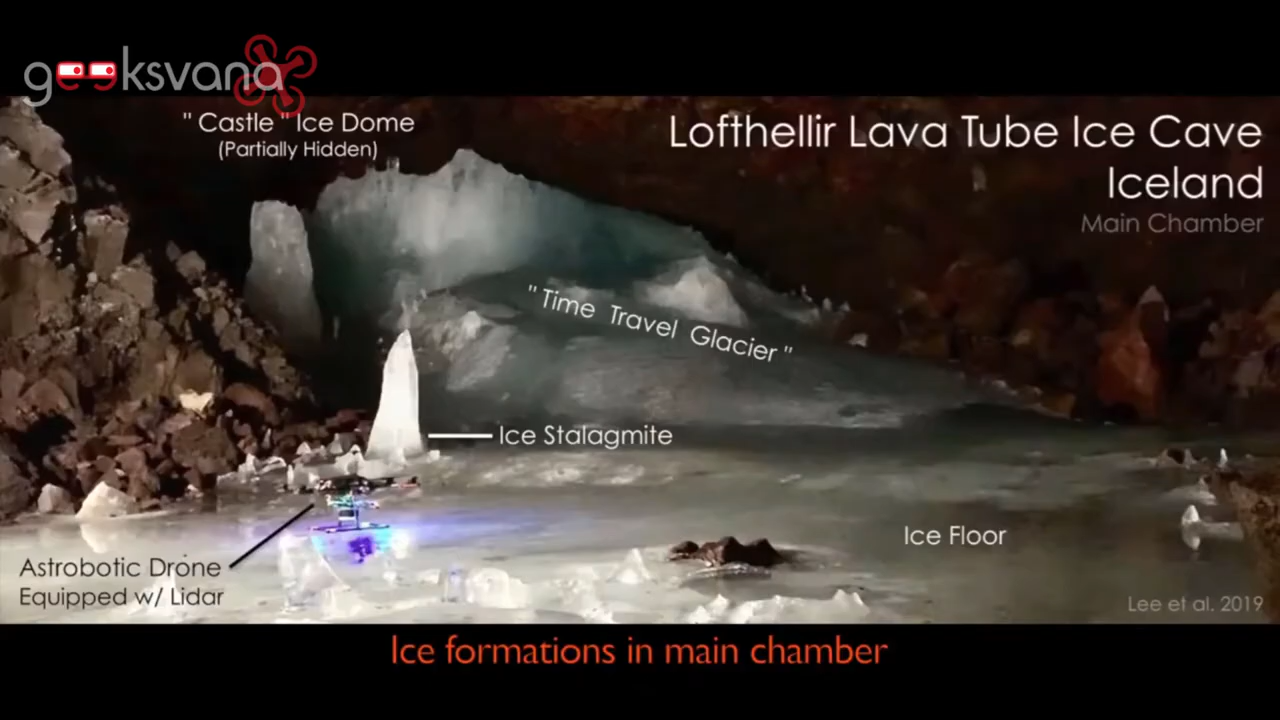 geeksvana
" Castle " Ice Dome
(Partially Hidden)
Lofthellir Lava Tube Ice Cave
Iceland
Main Chamber
" Time Travel Glacier "
Ice Stalagmite
Ice Floor
Astrobotic Drone
Equipped w/ Lidar
Lee et al. 2019
Ice formations in main chamber